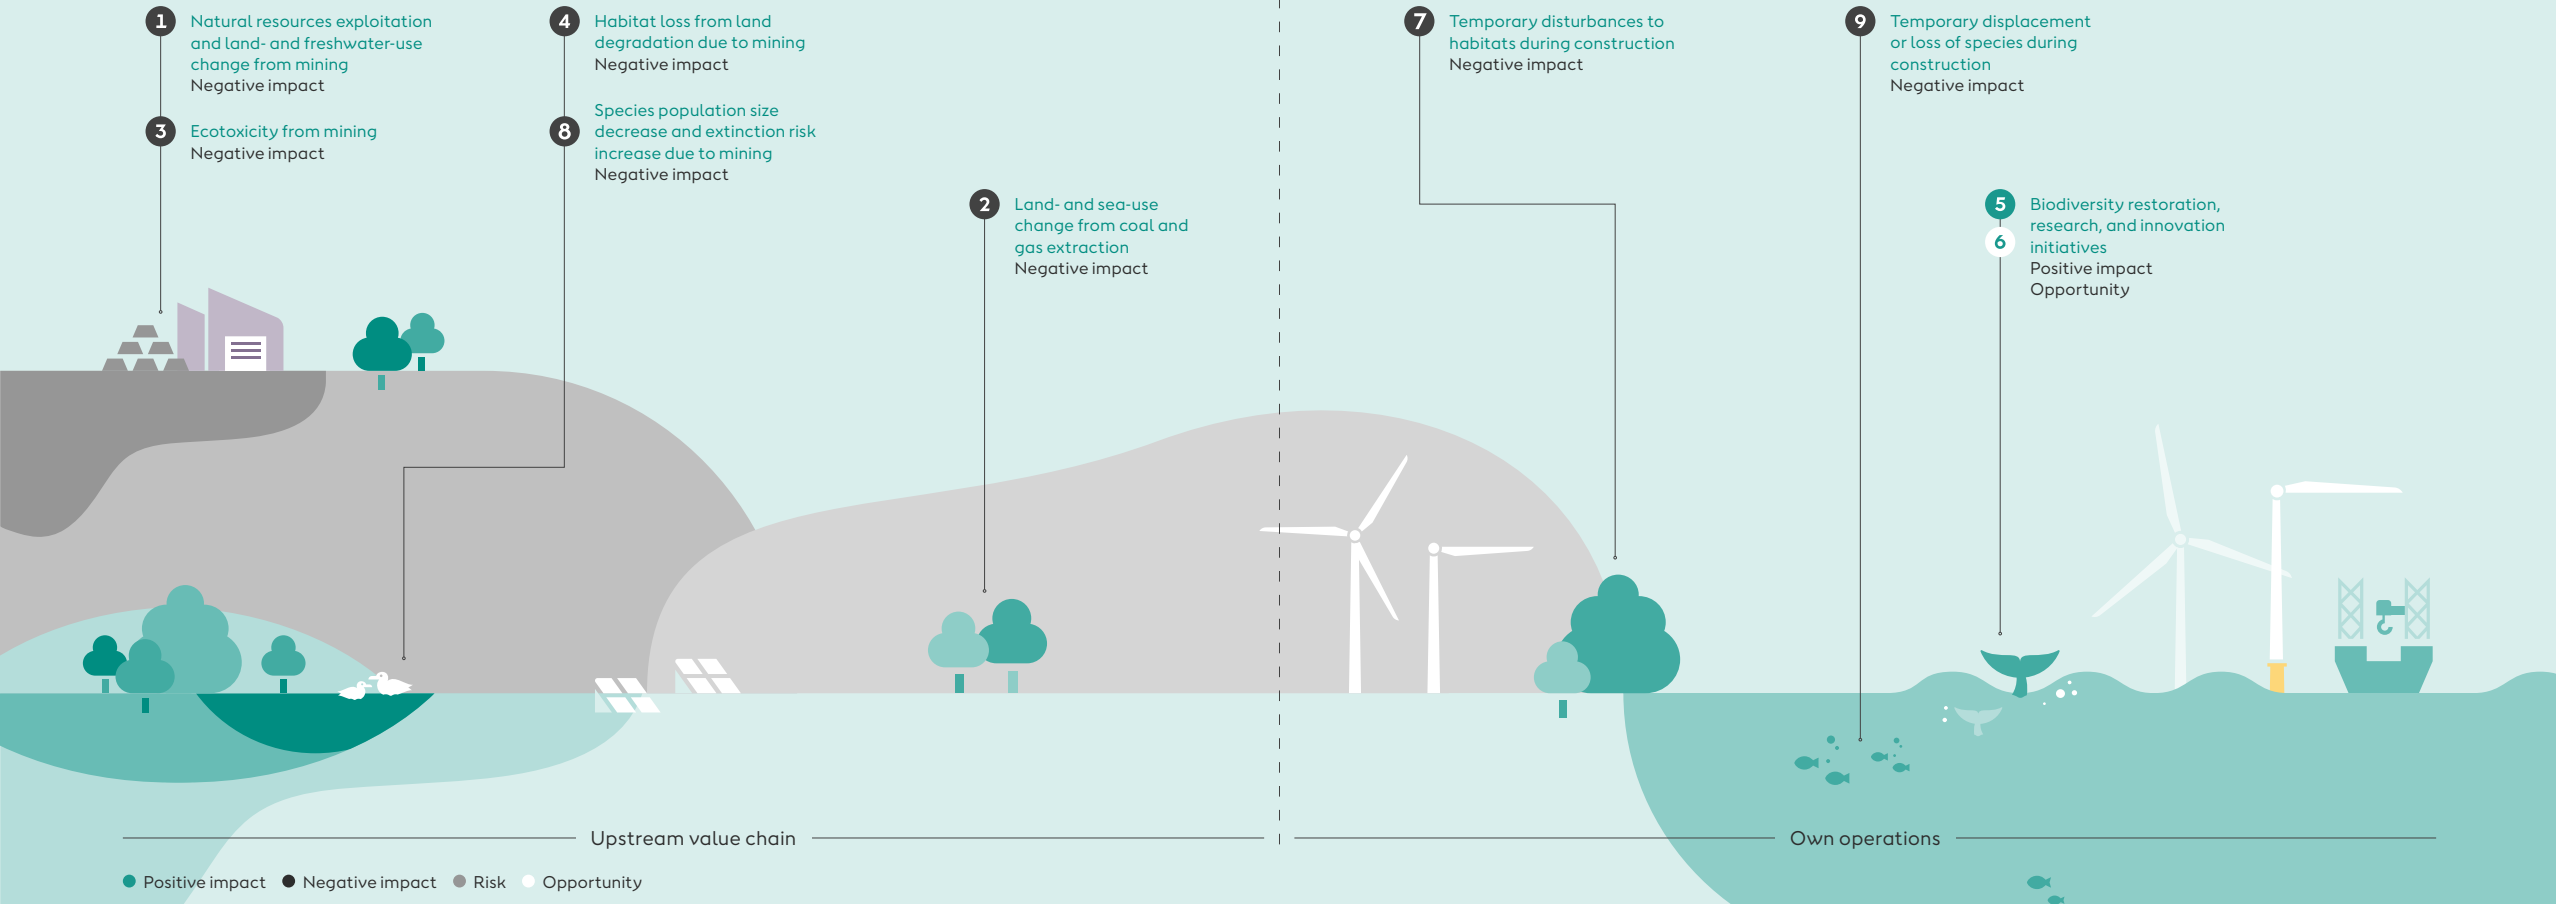 1 Natural resources exploitation
and land- and freshwater-use
change from mining
Negative impact
3 Ecotoxicity from mining
Negative impact
4 Habitat loss from land
degradation due to mining
Negative impact
8 Species population size
decrease and extinction risk
increase due to mining
Negative impact
2 Land- and sea-use
change from coal and
gas extraction
Negative impact
7 Temporary disturbances to
habitats during construction
Negative impact
9 Temporary displacement
or loss of species during
construction
Negative impact
5 Biodiversity restoration,
research, and innovation
6 initiatives
Positive impact
Opportunity
Upstream value chain
Own operations
Positive impact Negative impact Risk Opportunity